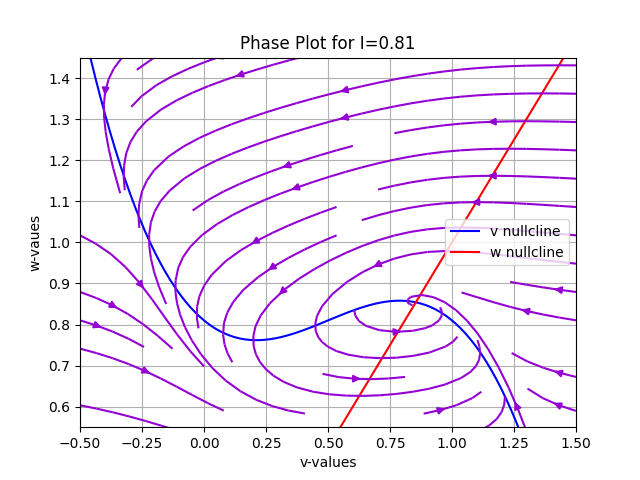 Phase Plot for I=0.81
w-vaues
1.4
1.3
1.2
1.1
1.0
0.9
0.8
0.7
0.6
v nullcline
w nullcline
−0.50 −0.25 0.00 0.25 0.50 0.75 1.00 1.25 1.50
v-values